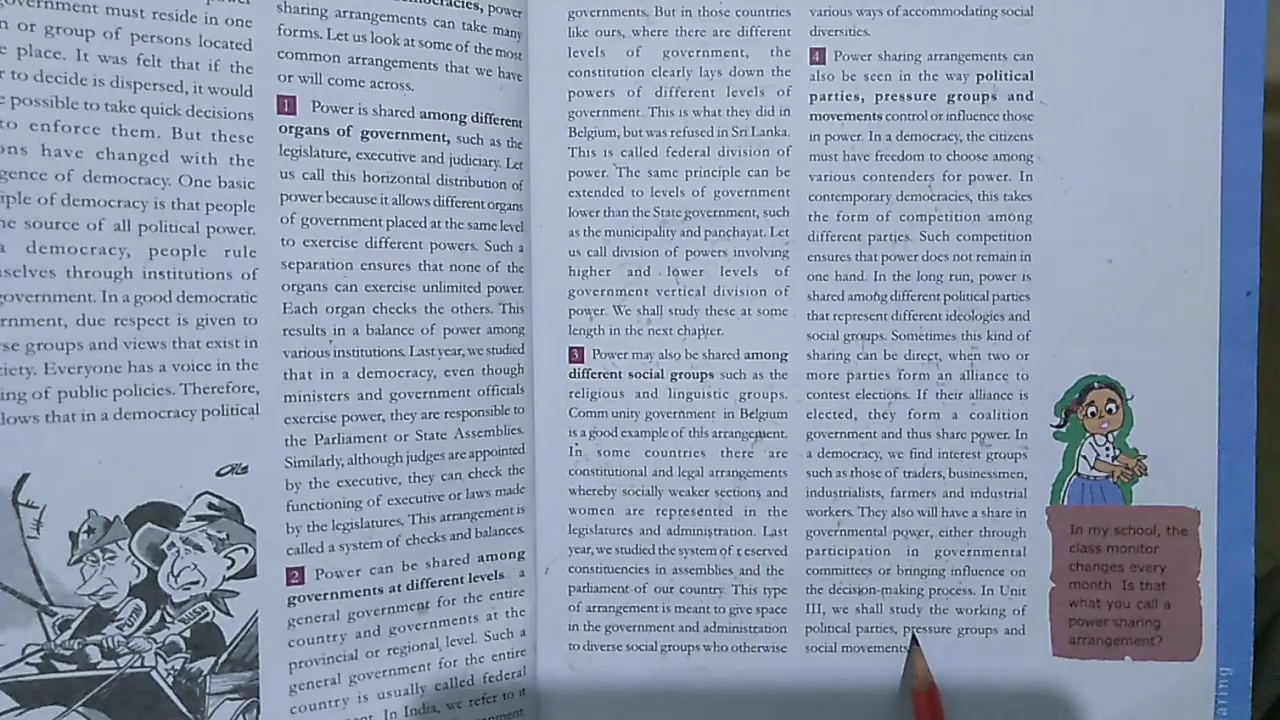 vernment must reside in one
or group of persons located
place. It was felt that if the
to decide is dispersed, it would
possible to take quick decisions
to enforce them. But these
have changed with the
gence of democracy. One basic
iple of democracy is that people
source of all political power.
a democracy, people rule
selves through institutions of
government. In a good democratic
rnment, due respect is given to
se groups and views that exist in
iety. Everyone has a voice in the
ing of public policies. Therefore,
lows that in a democracy political
power
sharing arrangements can take many
forms. Let us look at some of the most
common arrangements that we have
or will come across.
1 Power is shared among different
organs of government, such as the
legislature, executive and judiciary. Let
us call this horizontal distribution of
power because it allows different organs
of government placed at the same level
to exercise different powers. Such a
separation ensures that none of the
organs can exercise unlimited power.
Each organ checks the others. This
results in a balance of power among
various institutions. Last year, we studied
that in a democracy, even though
ministers and government officials
exercise power, they are responsible to
the Parliament or State Assemblies.
Similarly, although judges are appointed
by the executive, they can check the
functioning of executive or laws made
by the legislatures. This arrangement is
called a system of checks and balances.
2 Power can be shared among
governments at different levels a
general government for the entire
country and governments at the
provincial or regional level. Such a
general government for the entire
country is usually called federal
In India, we refer to
governments. But in those countries
like ours, where there are different
levels of government, the
constitution clearly lays down the
powers of different levels of
government. This is what they did in
Belgium, but was refused in Sri Lanka.
This is called federal division of
power. The same principle can be
extended to levels of government
lower than the State government, such
as the municipality and panchayat. Let
us call division of powers involving
higher and lower levels of
government vertical division of
power. We shall study these at some
length in the next chapter.
3 Power may also be shared among
different social groups such as the
religious and linguistic groups.
Comm unity government in Belgium
is a good example of this arrangement.
In some countries there are
constitutional and legal arrangements
whereby socially weaker sections and
women are represented in the
legislatures and administration. Last
year, we studied the system of r eserved
constituencies in assemblies and the
parliament of our country. This type
of arrangement is meant to give space
in the government and administration
to diverse social groups who otherwise
various ways of accommodating social
diversities.
4 Power sharing arrangements can
also be seen in the way political
parties, pressure groups and
movements control or influence those
in power. In a democracy, the citizens
must have freedom to choose among
various contenders for power. In
contemporary democracies, this takes
the form of competition among
different parties. Such competition
ensures that power does not remain in
one hand. In the long run, power is
shared among different political parties
that represent different ideologies and
social groups. Sometimes this kind of
sharing can be direct, when two or
more parties form an alliance to
contest elections. If their alliance is
elected, they form a coalition
government and thus share power. In
a democracy, we find interest groups
such as those of traders, businessmen,
industrialists, farmers and industrial
workers. They also will have a share in
governmental power, either through
participation in governmental
committees or bringing influence on
the decision-making process. In Unit
III, we shall study the working of
political parties, pressure groups and
social movements
In my school, the
class monitor
changes every
month. Is that
what you call a
power sharing
arrangement?
aring